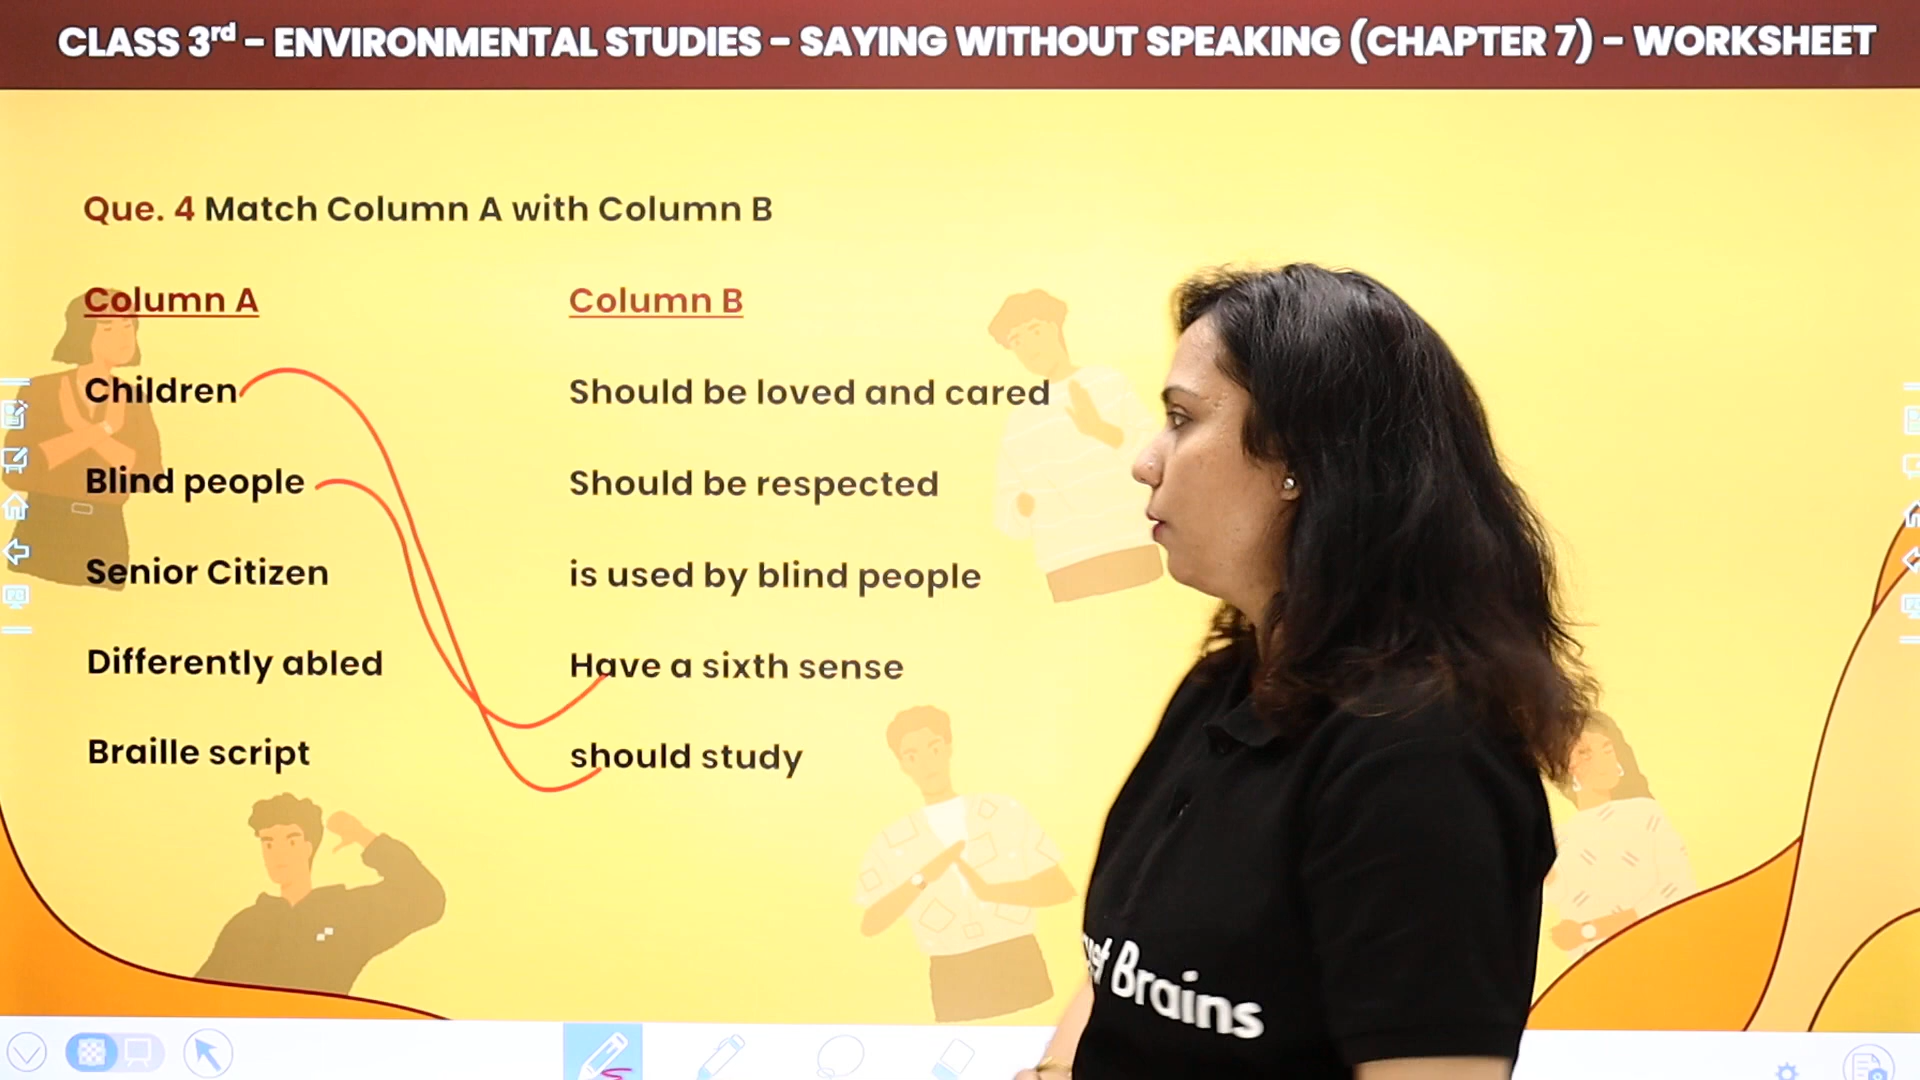 CLASS 3rd - ENVIRONMENTAL STUDIES - SAYING WITHOUT SPEAKING (CHAPTER 7) - WORKSHEET
Que. 4 Match Column A with Column B
Column A Column B
Children Should be loved and cared
Blind people Should be respected
Senior Citizen is used by blind people
Differently abled Have a sixth sense
Braille script should study
Brains